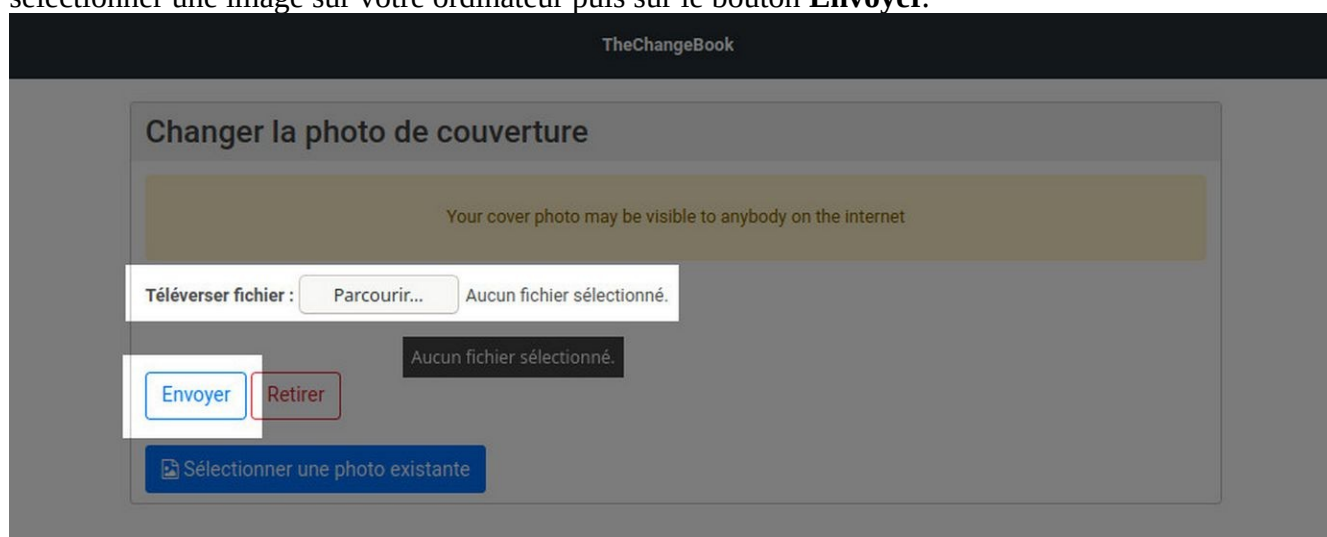 sélectionner une image sur votre ordinateur puis sur le bouton Envoyer.
TheChangeBook
Changer la photo de couverture
Your cover photo may be visible to anybody on the internet
Téléverser fichier : Parcourir... Aucun fichier sélectionné.
Aucun fichier sélectionné.
Envoyer Retirer
Sélectionner une photo existante